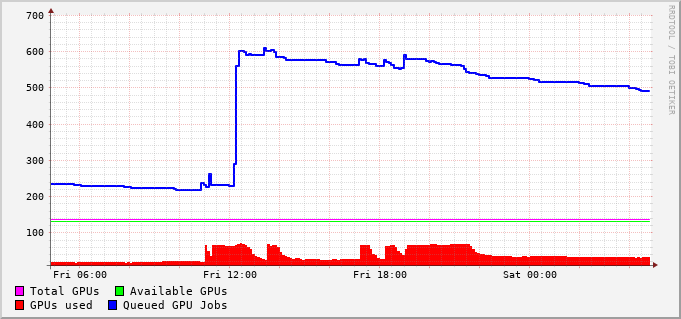 700
600
500
400
300
200
100
Fri 06:00 Fri 12:00 Fri 18:00 Sat 00:00
Total GPUs Available GPUs
GPUs used Queued GPU Jobs
RRDTOOL / TOBI OETIKER